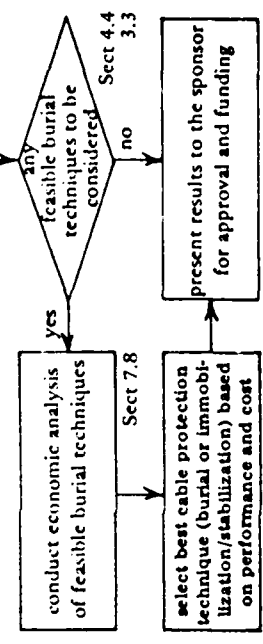 any
feasible burial
techniques to be
considered
Sect 4.4
3.3
yes
no
conduct economic analysis
of feasible burial techniques
Sect 7.8
select best cable protection
technique (burial or immobi-
lization/stabilization) based
on performance and cost
present results to the sponsor
for approval and funding